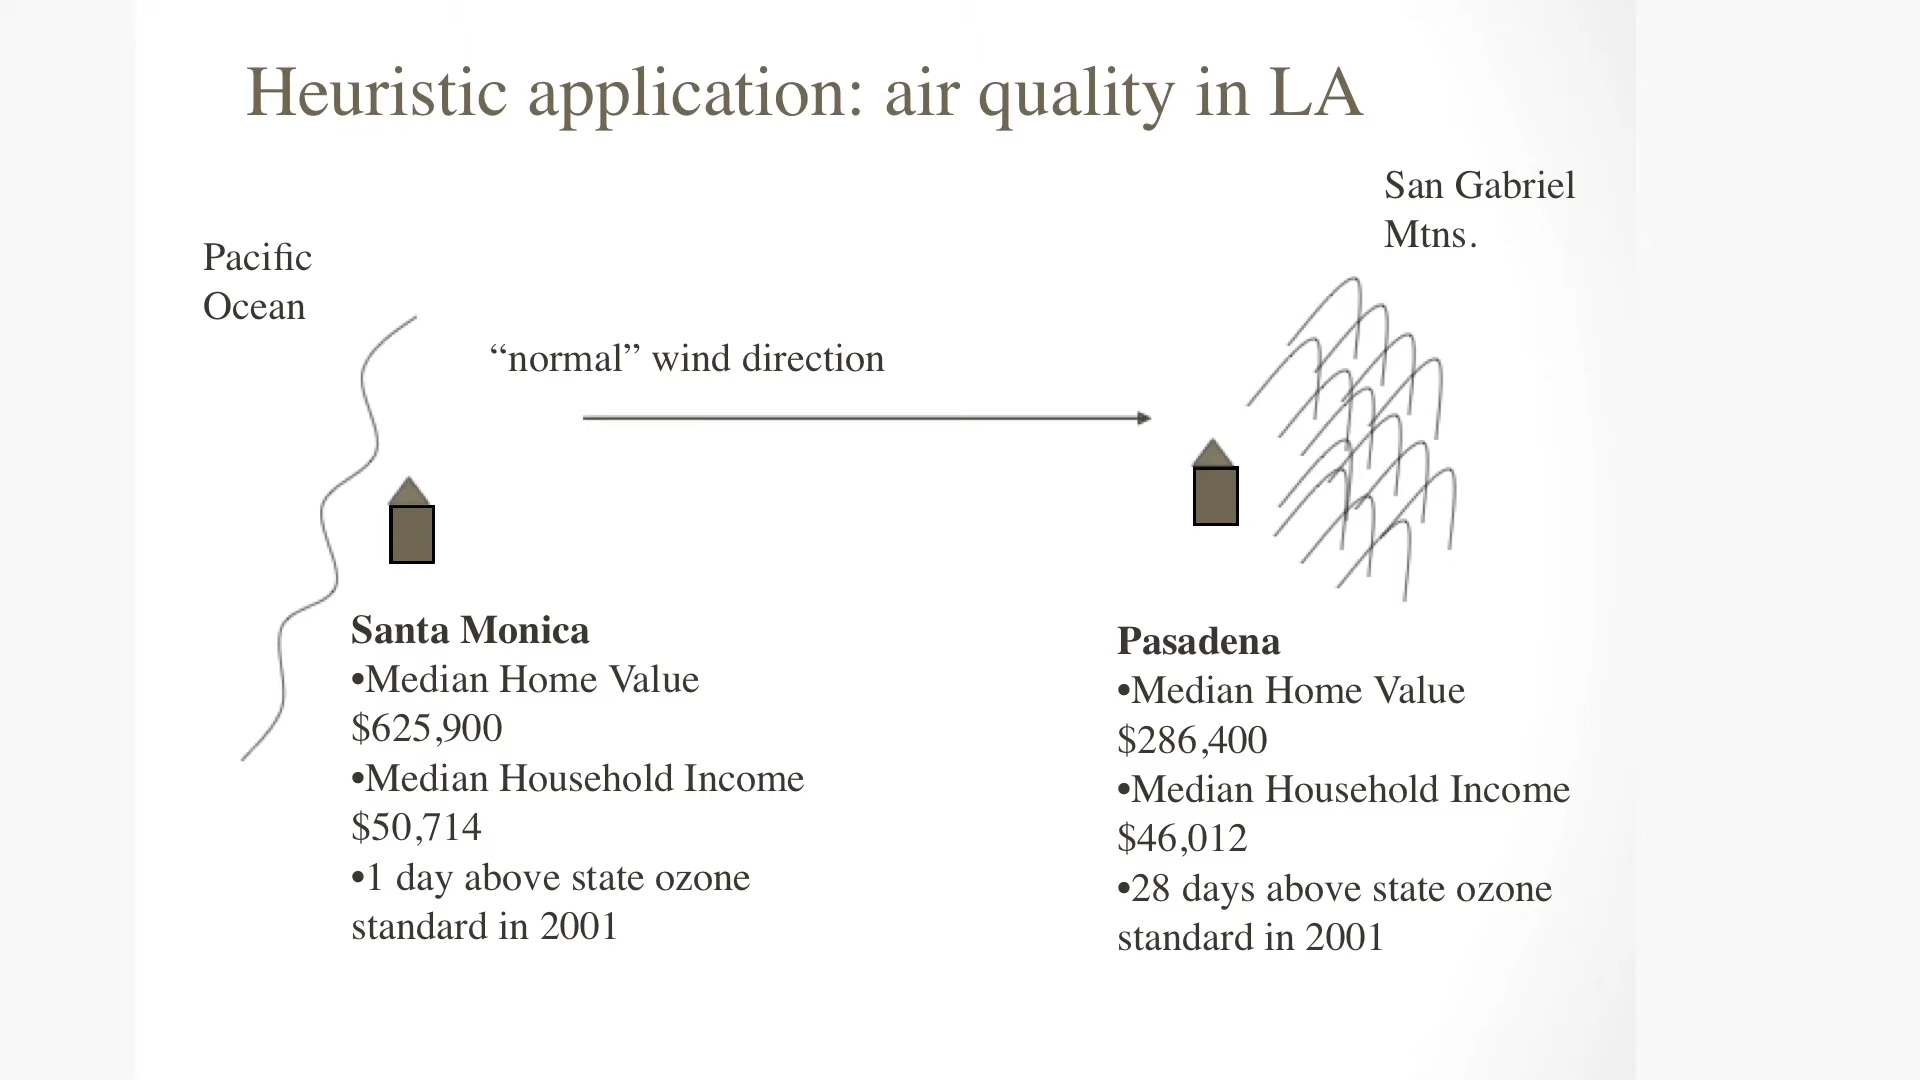 Heuristic application: air quality in LA
San Gabriel
Mtns.
Pacific
Ocean
“normal” wind direction
Santa Monica
•Median Home Value
$625,900
•Median Household Income
$50,714
•1 day above state ozone
standard in 2001
Pasadena
•Median Home Value
$286,400
•Median Household Income
$46,012
•28 days above state ozone
standard in 2001